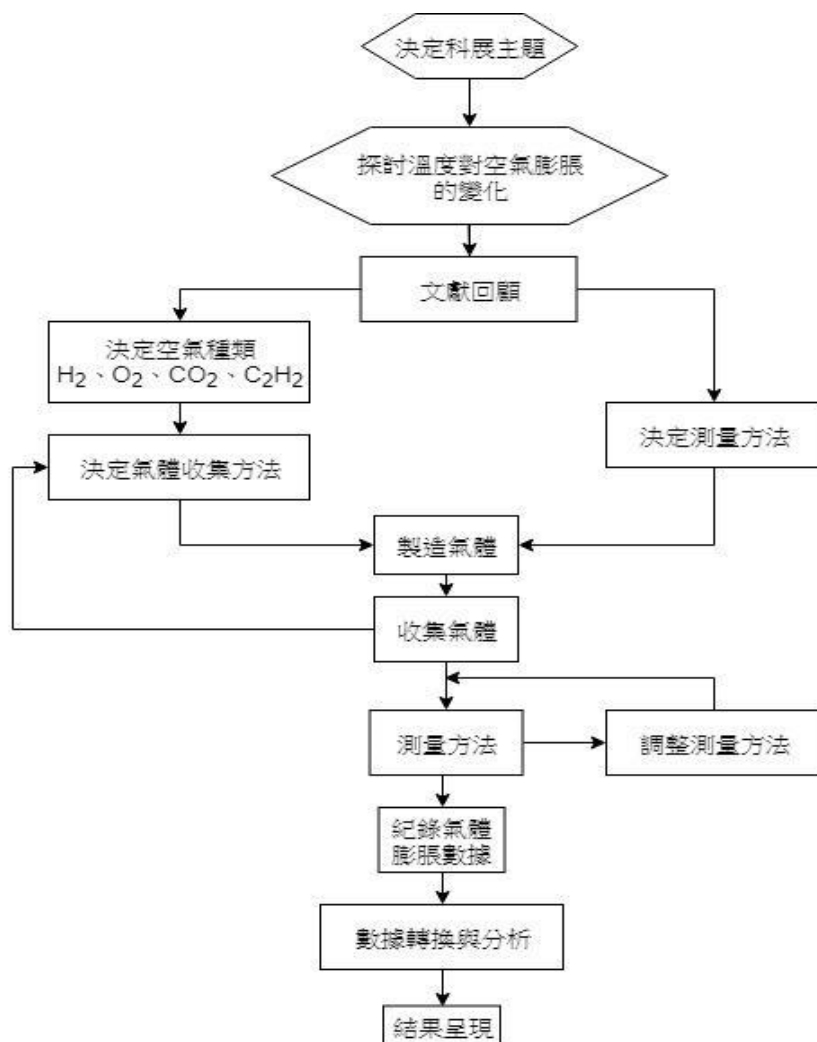 決定科展主題
探討溫度對空氣膨脹
的變化
文獻回顧
決定空氣種類
H₂、O₂、CO₂、C₂H₂
決定測量方法
決定氣體收集方法
製造氣體
收集氣體
測量方法
調整測量方法
紀錄氣體
膨脹數據
數據轉換與分析
結果呈現